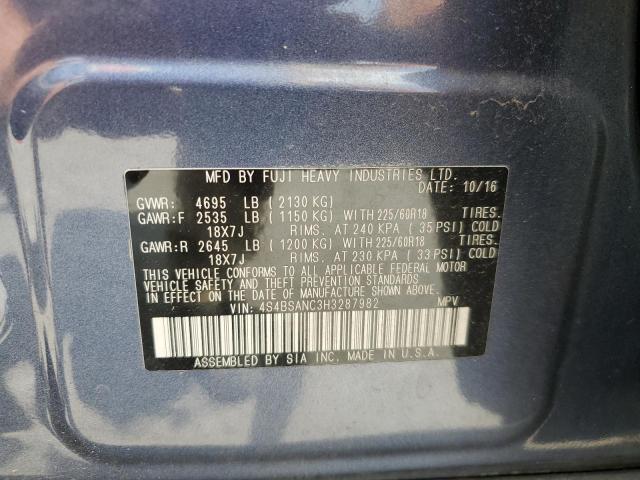 MFD BY FUJI HEAVY INDUSTRIES LTD.
DATE: 10/16
GVWR: 4695 LB ( 2130 KG)
GAWR:F 2535 LB ( 1150 KG) WITH 225/60R18 TIRES.
18X7J RIMS. AT 240 KPA ( 35 PSI) COLD
GAWR:R 2645 LB ( 1200 KG) WITH 225/60R18 TIRES.
18X7J RIMS. AT 230 KPA ( 33 PSI) COLD
THIS VEHICLE CONFORMS TO ALL APPLICABLE FEDERAL MOTOR
VEHICLE SAFETY, BUMPER, AND THEFT PREVENTION STANDARDS
IN EFFECT ON THE DATE OF MANUFACTURE SHOWN ABOVE.
VIN: 4S4BSANC3H3287982 MPV
ASSEMBLED BY SIA INC, MADE IN U.S.A.